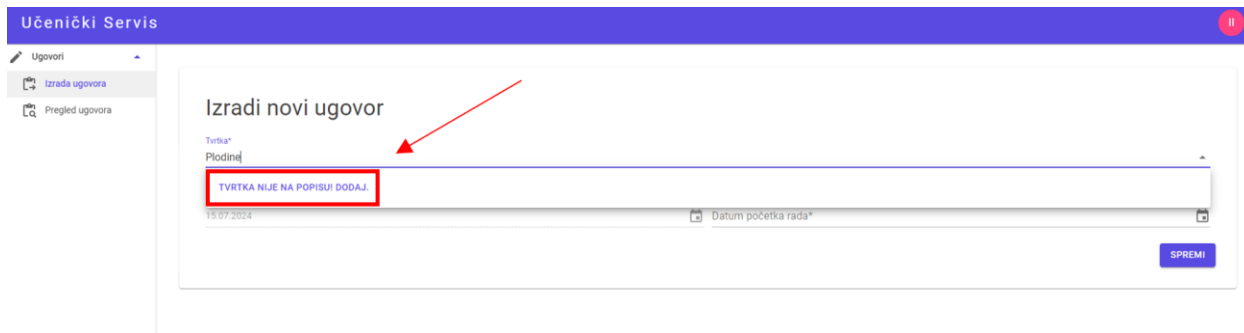 Učenički Servis
II
Ugovori
Izrada ugovora
Pregled ugovora
Izradi novi ugovor
Tvrtka*
Plodine
TVRTKA NIJE NA POPISU! DODAJ.
15.07.2024
Datum početka rada*
SPREMI